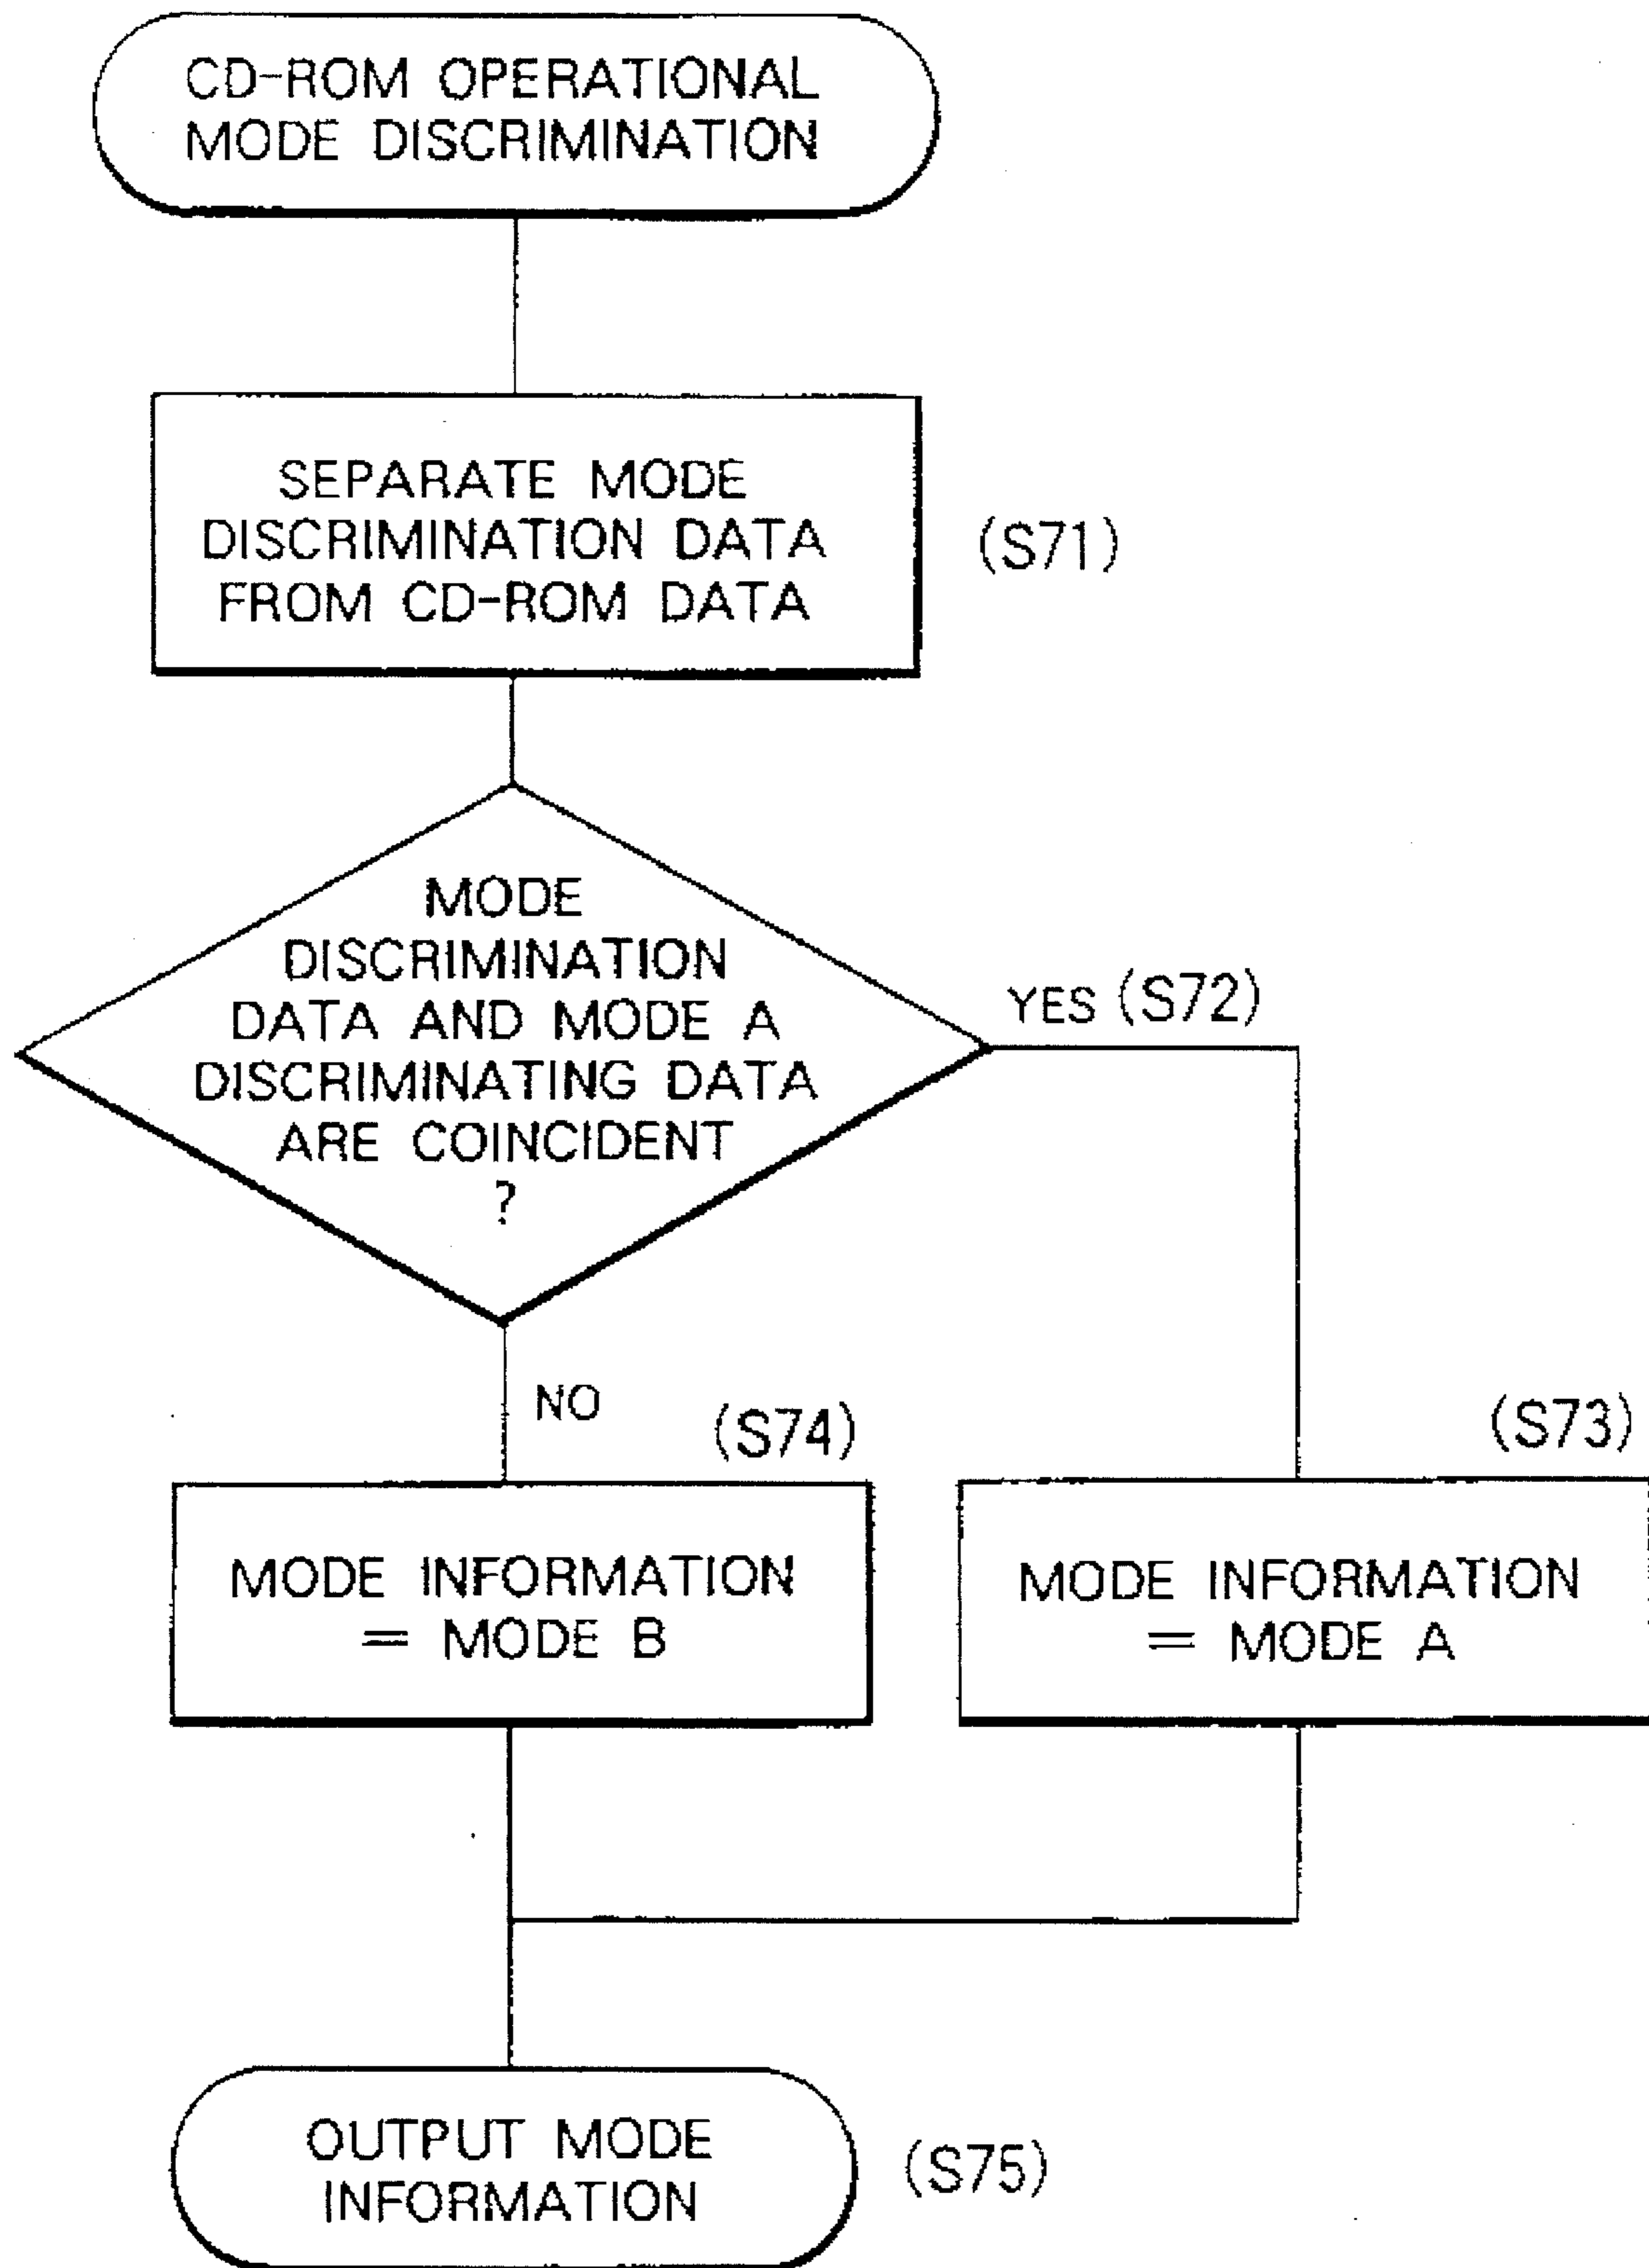 CD-ROM OPERATIONAL
MODE DISCRIMINATION
SEPARATE MODE
DISCRIMINATION DATA
FROM CD-ROM DATA
(S71)
MODE
DISCRIMINATION
DATA AND MODE A
DISCRIMINATING DATA
ARE COINCIDENT
?
YES (S72)
NO
(S74)
(S73)
MODE INFORMATION
= MODE B
MODE INFORMATION
= MODE A
OUTPUT MODE
INFORMATION
(S75)